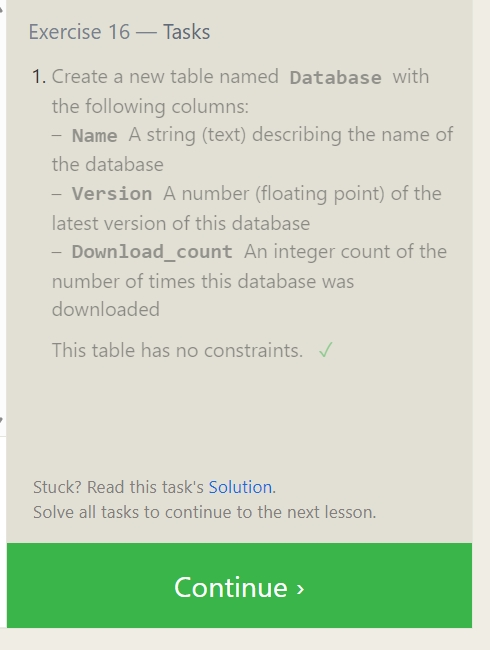 Exercise 16 — Tasks
1. Create a new table named Database with
the following columns:
– Name A string (text) describing the name of
the database
– Version A number (floating point) of the
latest version of this database
– Download_count An integer count of the
number of times this database was
downloaded
This table has no constraints. ✓
Stuck? Read this task's Solution.
Solve all tasks to continue to the next lesson.
Continue ›